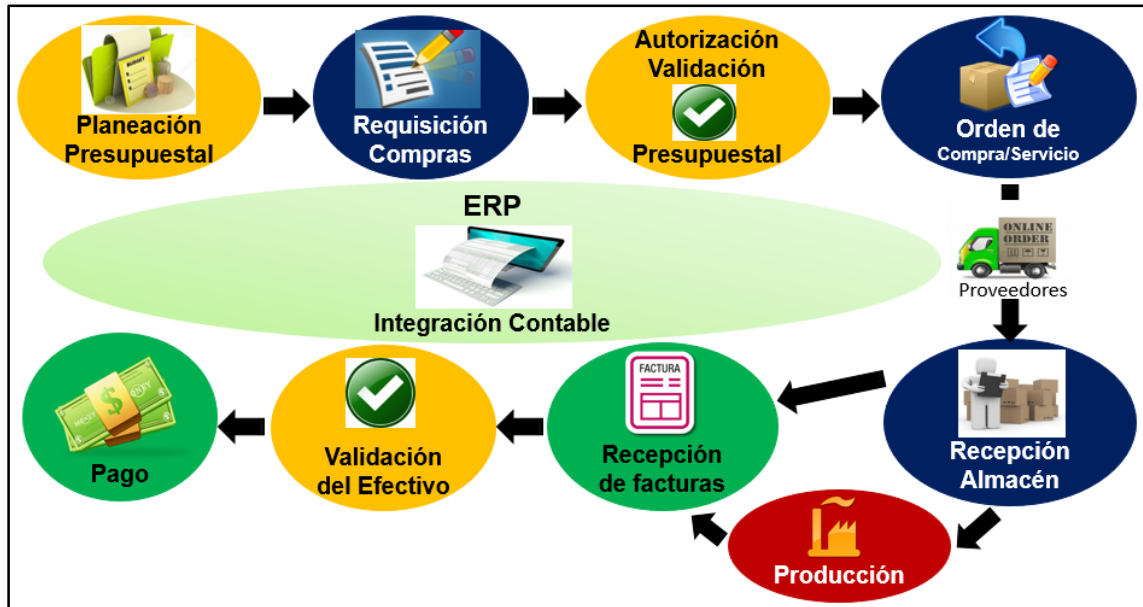 BUDGET
Planeación
Presupuestal
Requisición
Compras
Autorización
Validación
Presupuestal
Orden de
Compra/Servicio
ERP
Integración Contable
ONLINE
ORDER
Proveedores
Pago
Validación
del Efectivo
FACTURA
Recepción
de facturas
Recepción
Almacén
Producción